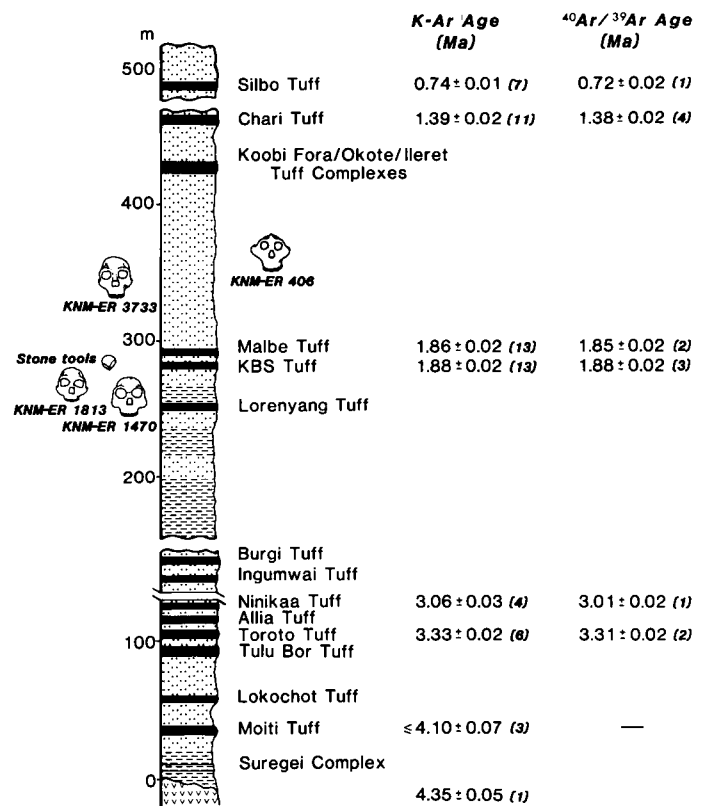 K-Ar Age 40Ar/39Ar Age
m (Ma) (Ma)
500
Silbo Tuff 0.74±0.01 (7) 0.72±0.02 (1)
Chari Tuff 1.39±0.02 (11) 1.38±0.02 (4)
Koobi Fora/Okote/Ileret
Tuff Complexes
400
KNM-ER 406
KNM-ER 3733
300
Malbe Tuff 1.86±0.02 (13) 1.85±0.02 (2)
Stone tools KBS Tuff 1.88±0.02 (13) 1.88±0.02 (3)
KNM-ER 1813 Lorenyang Tuff
KNM-ER 1470
200
Burgi Tuff
Ingumwai Tuff
Ninikaa Tuff 3.06±0.03 (4) 3.01±0.02 (1)
Allia Tuff
Toroto Tuff 3.33±0.02 (6) 3.31±0.02 (2)
100 Tulu Bor Tuff
Lokochot Tuff
Moiti Tuff ≤4.10±0.07 (3) —
Suregei Complex
0
4.35±0.05 (1)